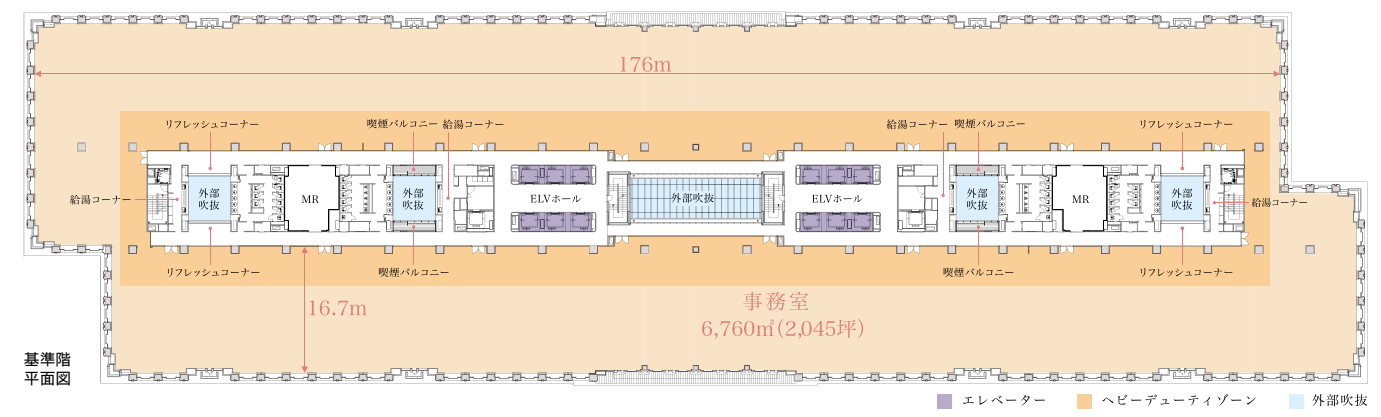 176m
リフレッシュコーナー
喫煙バルコニー
給湯コーナー
給湯コーナー
喫煙バルコニー
リフレッシュコーナー
給湯コーナー
外部
吹抜
MR
外部
吹抜
ELVホール
外部吹抜
ELVホール
外部
吹抜
MR
外部
吹抜
給湯コーナー
リフレッシュコーナー
喫煙バルコニー
喫煙バルコニー
リフレッシュコーナー
16.7m
事務室
6,760㎡(2,045坪)
基準階
平面図
エレベーター
ヘビーデューティゾーン
外部吹抜